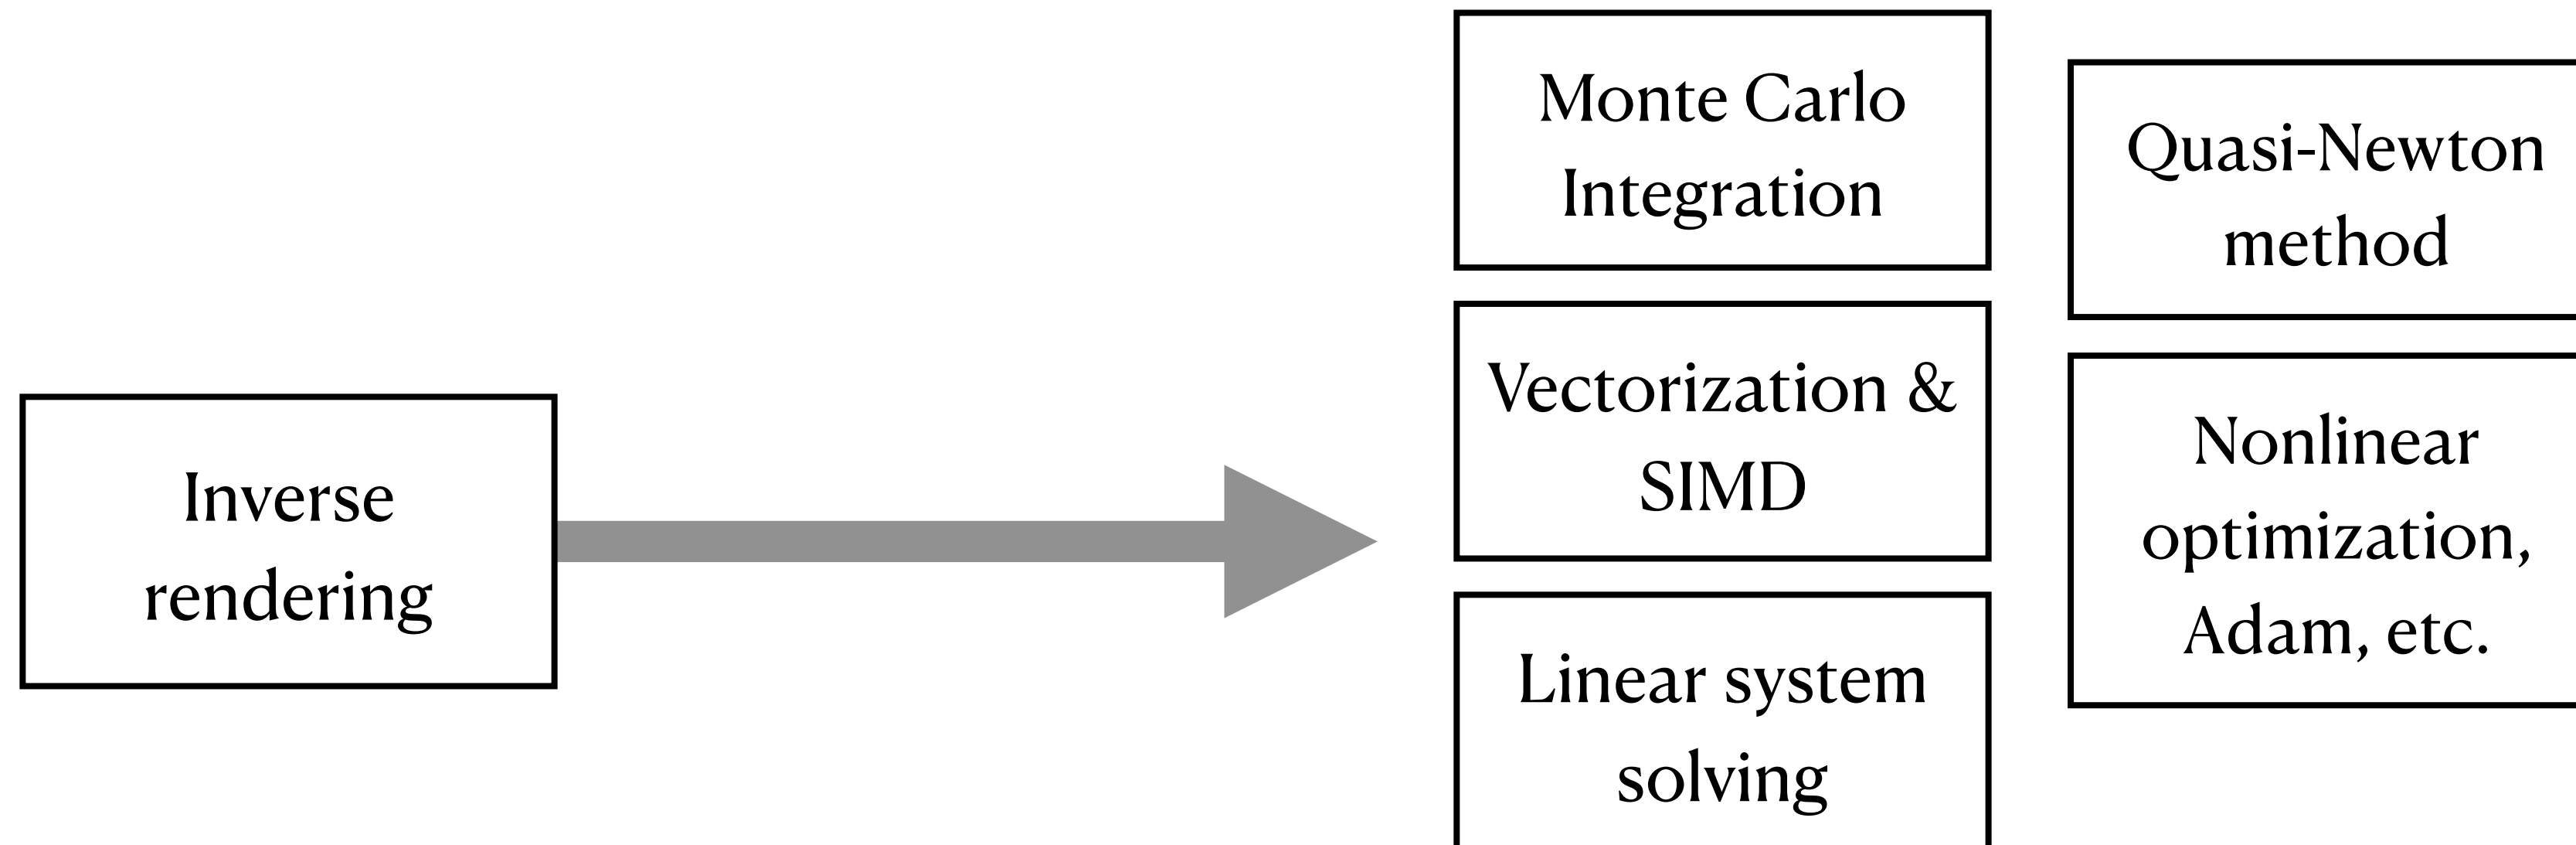 Inverse
rendering
Monte Carlo
Integration
Vectorization &
SIMD
Linear system
solving
Quasi-Newton
method
Nonlinear
optimization,
Adam, etc.